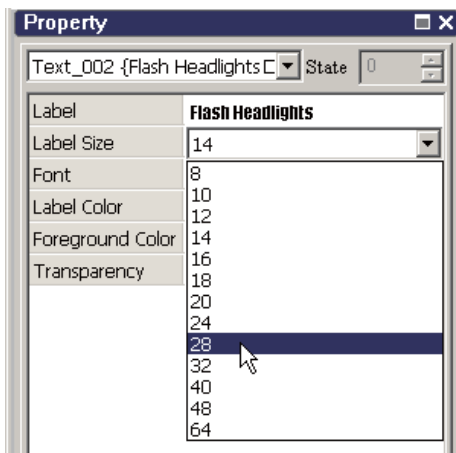 Property
Text_002 {Flash Headlights State 0
Label Flash Headlights
Label Size 14
Font 8
10
Label Color 12
Foreground Color 14
16
Transparency 18
20
24
28
32
40
48
64